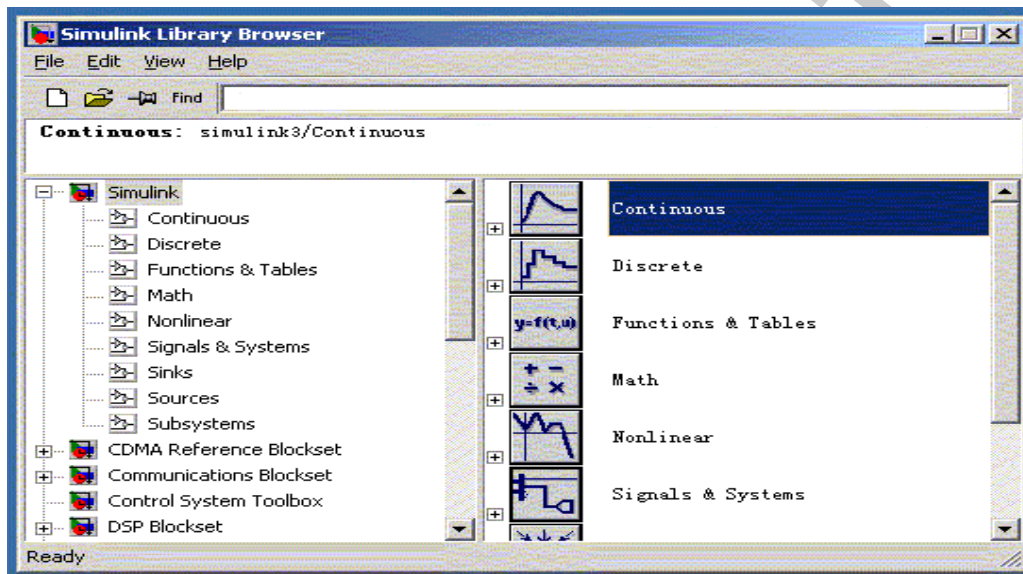 Simulink Library Browser
File Edit View Help
Find
Continuous: simulink3/Continuous
Simulink
Continuous
Discrete
Functions & Tables
Math
Nonlinear
Signals & Systems
Sinks
Sources
Subsystems
CDMA Reference Blockset
Communications Blockset
Control System Toolbox
DSP Blockset
Continuous
Discrete
y=f(t,u)
Functions & Tables
+ −
÷ ×
Math
Nonlinear
Signals & Systems
Ready